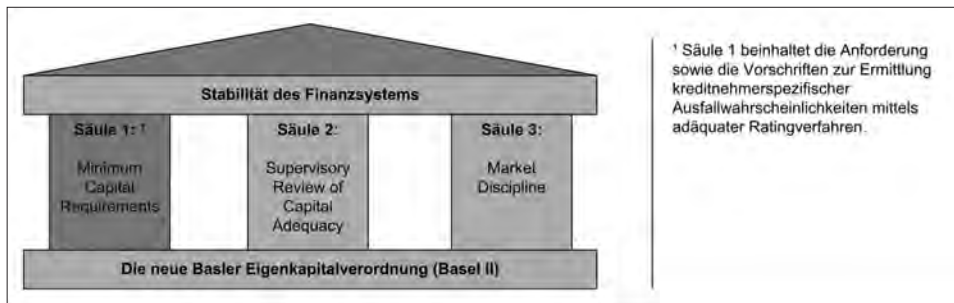 Stabilität des Finanzsystems
Säule 1: ¹
Minimum
Capital
Requirements
Säule 2:
Supervisory
Review of
Capital
Adequacy
Säule 3:
Market
Discipline
Die neue Basler Eigenkapitalverordnung (Basel II)
¹ Säule 1 beinhaltet die Anforderung
sowie die Vorschriften zur Ermittlung
kreditnehmerspezifischer
Ausfallwahrscheinlichkeiten mittels
adäquater Ratingverfahren.